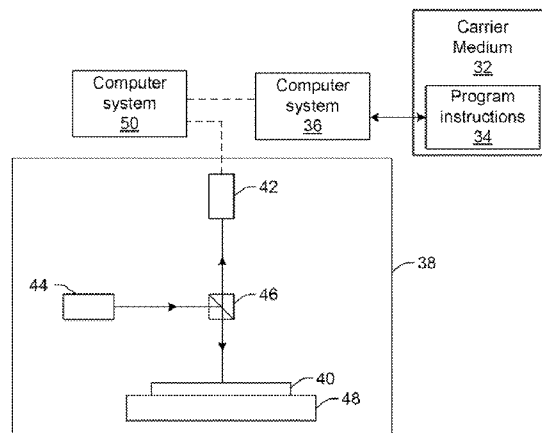 Carrier
Medium
32
Program
instructions
34
Computer
system
50
Computer
system
36
42
44
46
38
40
48